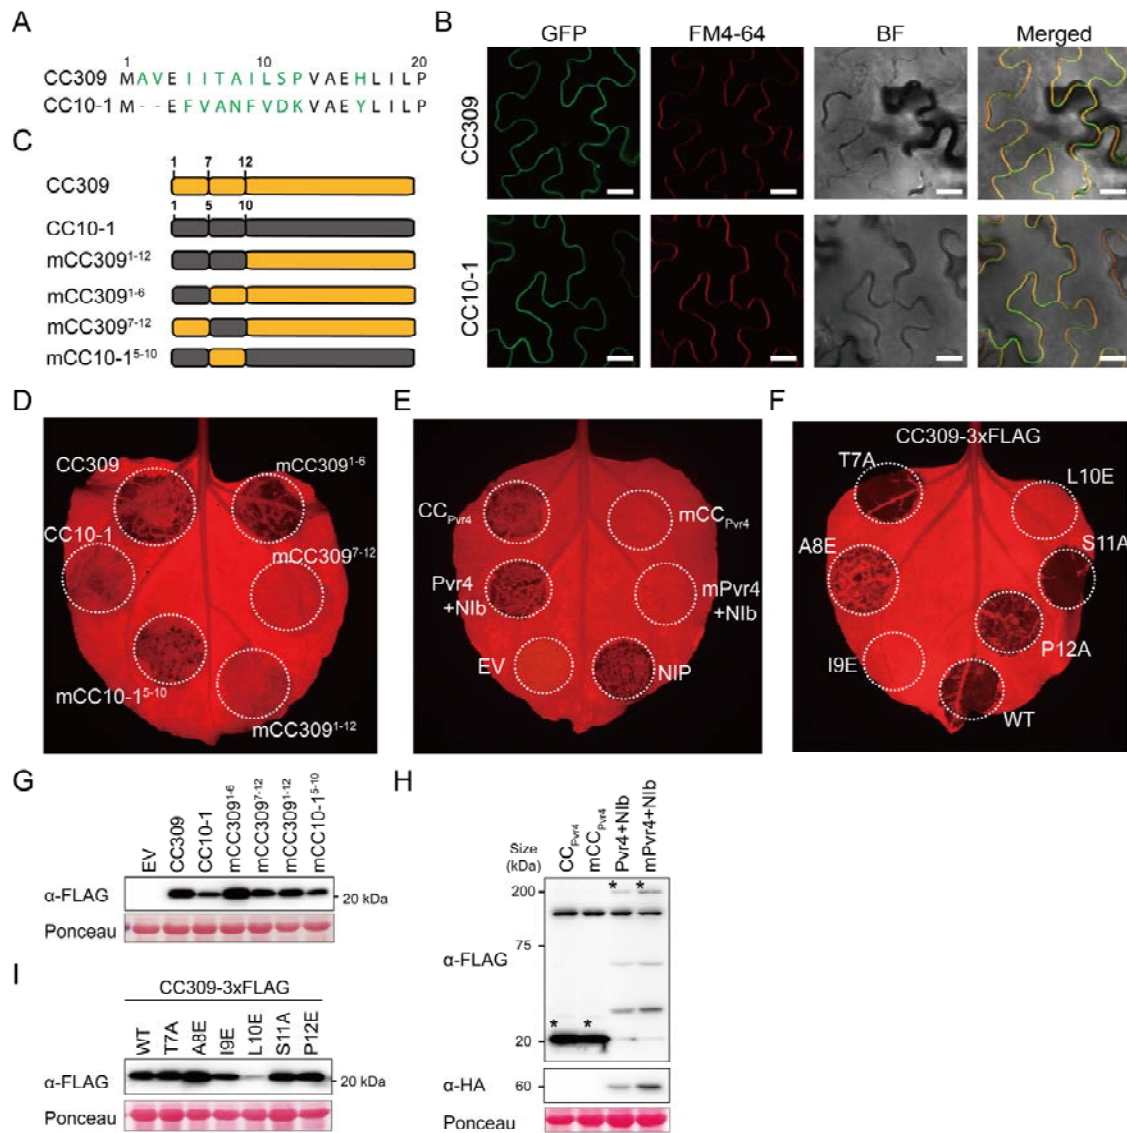 A
1 10 20
CC309 M A V E I I T A I L S P V A E H L I L P
CC10-1 M - - E F V A N F V D K V A E Y L I L P
B
GFP FM4-64 BF Merged
CC309
CC10-1
C
1 7 12
CC309
1 5 10
CC10-1
mCC309¹⁻¹²
mCC309¹⁻⁶
mCC309⁷⁻¹²
mCC10-1⁵⁻¹⁰
D
CC309
mCC309¹⁻⁶
CC10-1
mCC309⁷⁻¹²
mCC10-1⁵⁻¹⁰
mCC309¹⁻¹²
E
CC_Pvr4
mCC_Pvr4
Pvr4
+NIb
mPvr4
+NIb
EV
NIP
F
CC309-3xFLAG
T7A
L10E
A8E
S11A
P12A
I9E
WT
G
EV CC309 CC10-1 mCC309¹⁻⁶ mCC309⁷⁻¹² mCC309¹⁻¹² mCC10-1⁵⁻¹⁰
α-FLAG
20 kDa
Ponceau
H
Size
(kDa)
CC_Pvr4 mCC_Pvr4 Pvr4+NIb mPvr4+NIb
200 * *
75
α-FLAG
* *
20
α-HA 60
Ponceau
I
CC309-3xFLAG
WT T7A A8E I9E L10E S11A P12E
α-FLAG
20 kDa
Ponceau